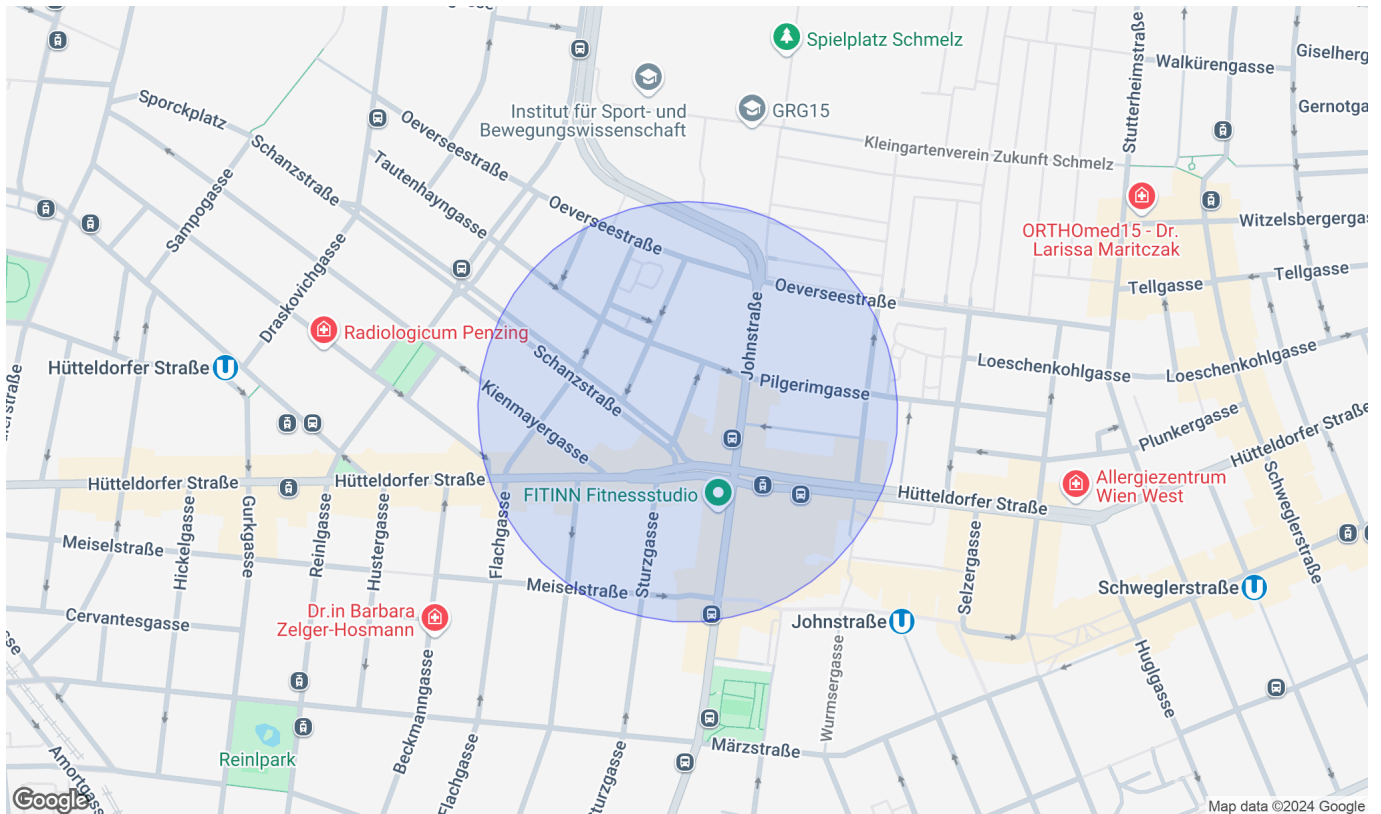 Spielplatz Schmelz
Giselherg
Walkürengasse
Stutterheimstraße
Gernotga
Sporckplatz
Institut für Sport- und
Bewegungswissenschaft
GRG15
Oeverseestraße
Kleingartenverein Zukunft Schmelz
Schanzstraße
Tautenhayngasse
Sampogasse
Oeverseestraße
ORTHOmed15 - Dr.
Larissa Maritczak
Witzelsbergergas
Draskovichgasse
Tellgasse
Tellgasse
Oeverseestraße
Johnstraße
Radiologicum Penzing
Hütteldorfer Straße
Schanzstraße
Loeschenkohlgasse
Loeschenkohlgasse
Kienmayergasse
Pilgerimgasse
Plunkergasse
Hütteldorfer Straße
Hütteldorfer Straße
Hütteldorfer Straße
FITINN Fitnessstudio
Hütteldorfer Straße
Allergiezentrum
Wien West
Schweglerstraße
Gurkgasse
Reinlgasse
Hickelgasse
Hustergasse
Flachgasse
Sturzgasse
Meiselstraße
Meiselstraße
Selzergasse
Schweglerstraße
Cervantesgasse
Dr.in Barbara
Zelger-Hosmann
Johnstraße
Wurmsergasse
Huglgasse
Beckmanngasse
Flachgasse
turzgasse
Märzstraße
Reinlpark
Amortgasse
Google
Map data ©2024 Google